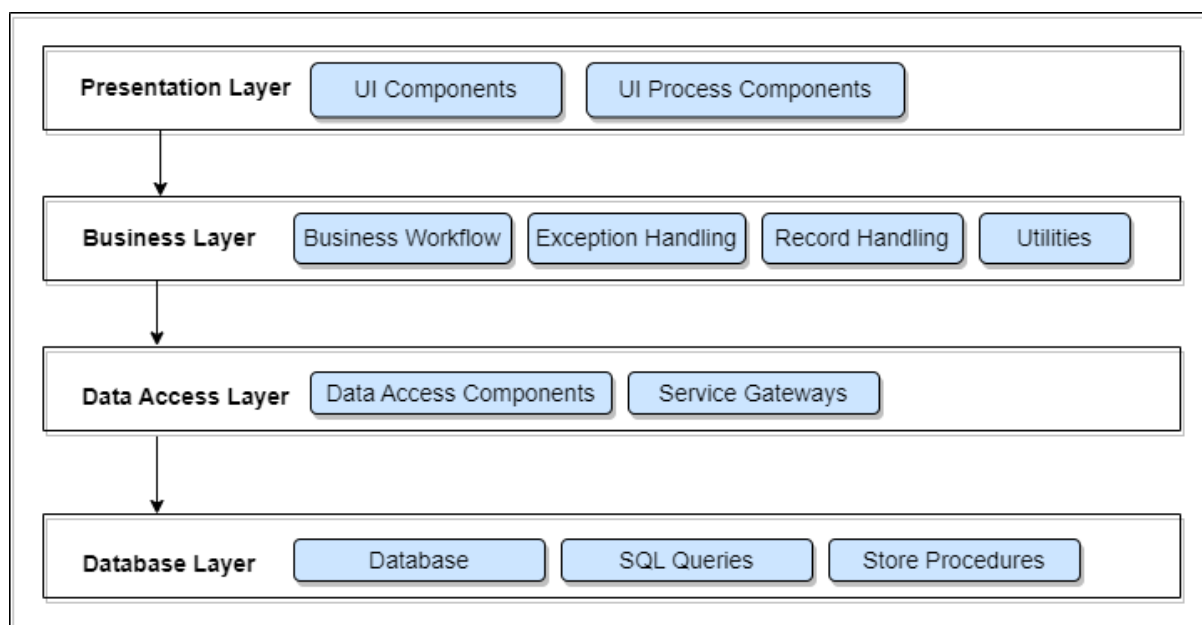 Presentation Layer
UI Components
UI Process Components
Business Layer
Business Workflow
Exception Handling
Record Handling
Utilities
Data Access Layer
Data Access Components
Service Gateways
Database Layer
Database
SQL Queries
Store Procedures